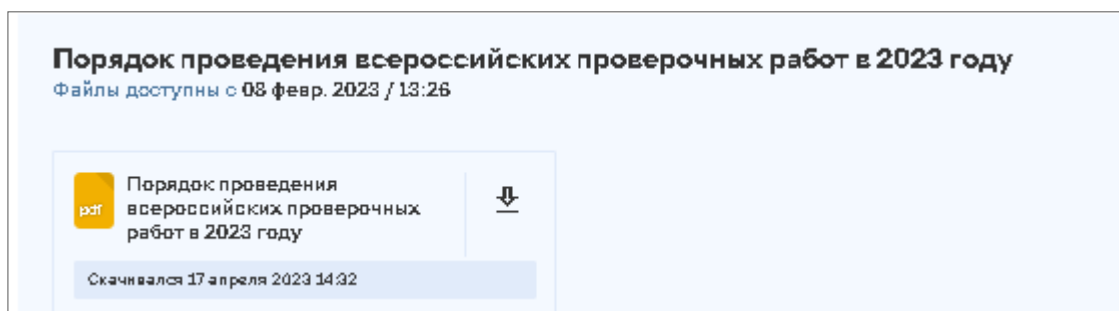 Порядок проведения всероссийских проверочных работ в 2023 году
Файлы доступны с 08 февр. 2023 / 13:26
Порядок проведения
всероссийских проверочных
работ в 2023 году
pdf
Скачивался 17 апреля 2023 14:32